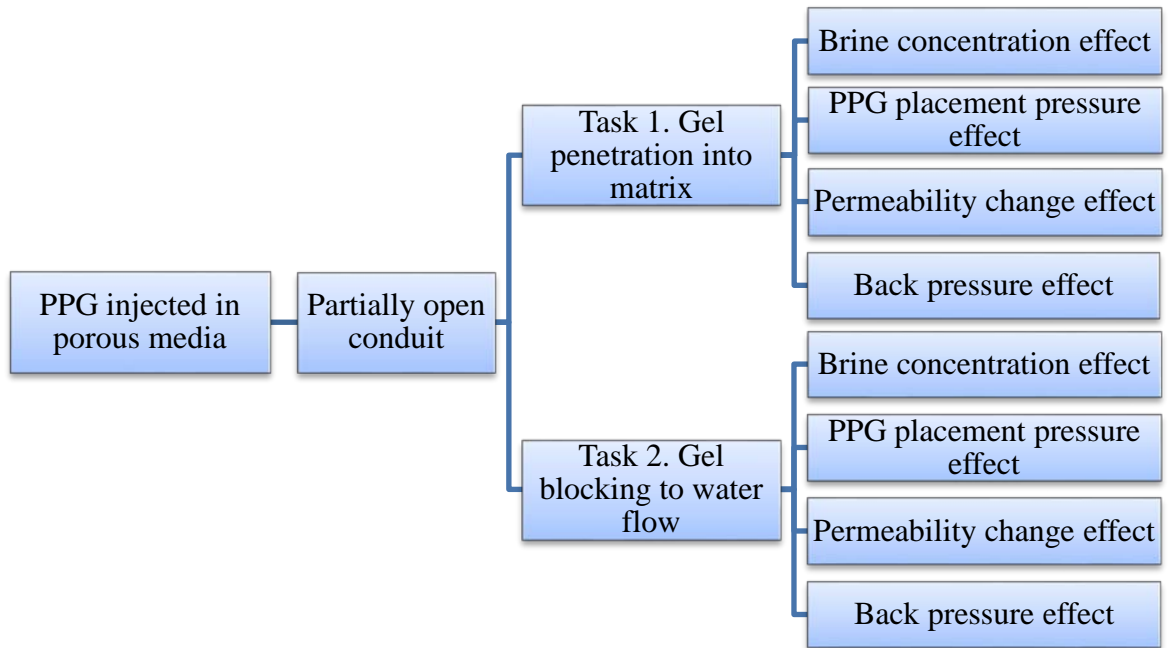 PPG injected in
porous media
Partially open
conduit
Task 1. Gel
penetration into
matrix
Brine concentration effect
PPG placement pressure
effect
Permeability change effect
Back pressure effect
Task 2. Gel
blocking to water
flow
Brine concentration effect
PPG placement pressure
effect
Permeability change effect
Back pressure effect